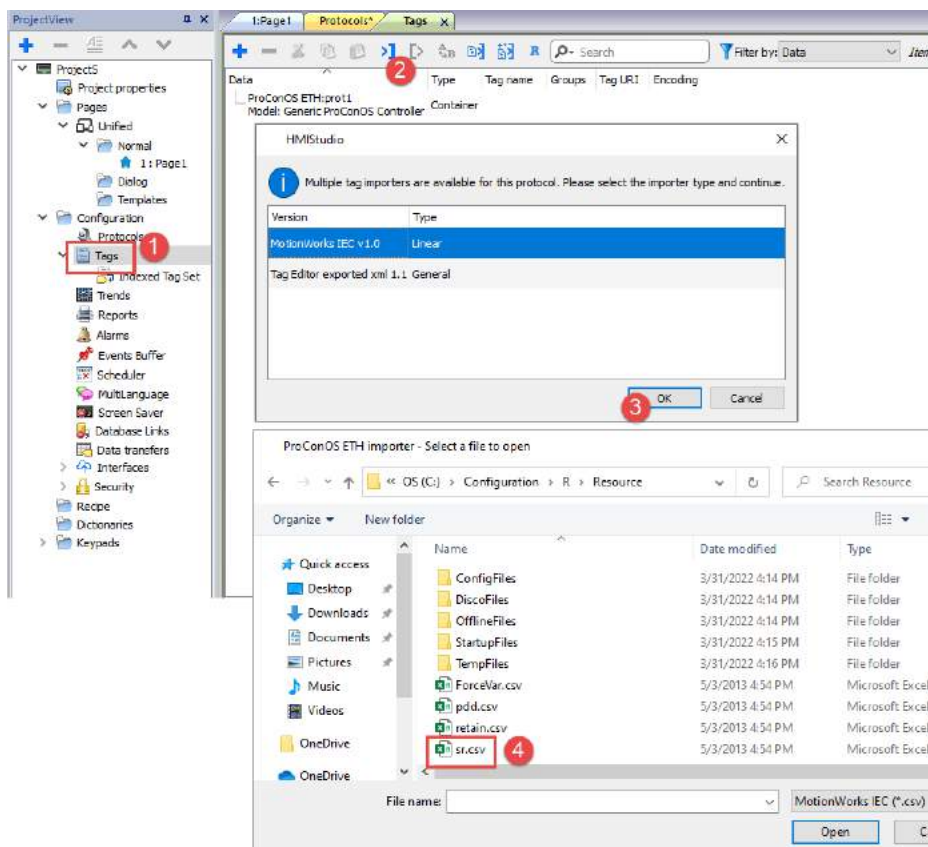 ProjectView
1:Page1 Protocols* Tags X
ProjectS
Project properties
Pages
Unified
Normal
1: Page1
Dialog
Templates
Configuration
Protocols
Tags
1
Indexed Tag Set
Trends
Reports
Alarms
Events Buffer
Scheduler
MultiLanguage
Screen Saver
Database Links
Data transfers
Interfaces
Security
Recipe
Dictionaries
Keypads
R Search Filter by: Data
2
Data Type Tag name Groups Tag URI Encoding
ProConOS ETH:prot1
Model: Generic ProConOS Controller Container
HMIStudio
Multiple tag importers are available for this protocol. Please select the importer type and continue.
Version Type
MotionWorks IEC v1.0 Linear
Tag Editor exported xml 1.1 General
3 OK Cancel
ProConOS ETH importer - Select a file to open
« OS (C:) > Configuration > R > Resource Search Resource
Organize New folder
Name Date modified Type
Quick access
Desktop
Downloads
Documents
Pictures
Music
Videos
OneDrive
OneDrive
ConfigFiles 3/31/2022 4:14 PM File folder
DiscoFiles 3/31/2022 4:14 PM File folder
OfflineFiles 3/31/2022 4:14 PM File folder
StartupFiles 3/31/2022 4:15 PM File folder
TempFiles 3/31/2022 4:16 PM File folder
ForceVar.csv 5/3/2013 4:54 PM Microsoft Excel
pdd.csv 5/3/2013 4:54 PM Microsoft Excel
retain.csv 5/3/2013 4:54 PM Microsoft Excel
sr.csv 4 5/3/2013 4:54 PM Microsoft Excel
File name: MotionWorks IEC (*.csv)
Open